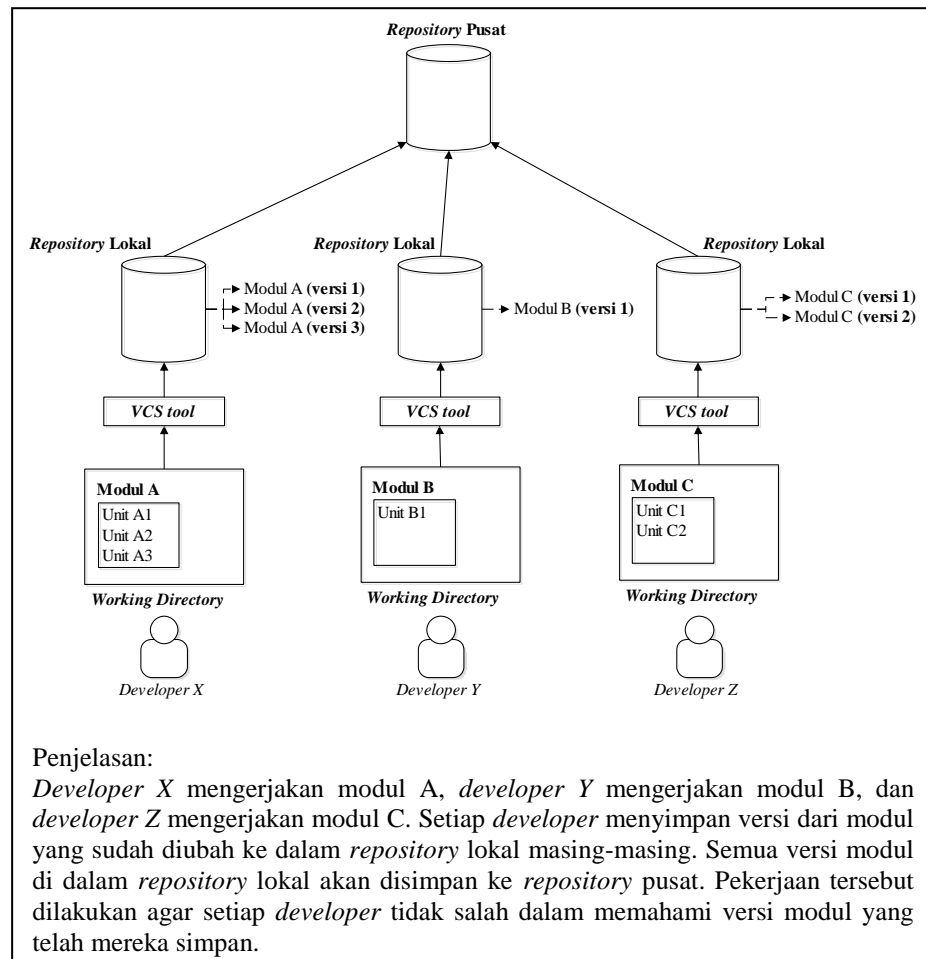 Repository Pusat
Repository Lokal
Repository Lokal
Repository Lokal
Modul A (versi 1)
Modul A (versi 2)
Modul A (versi 3)
Modul B (versi 1)
Modul C (versi 1)
Modul C (versi 2)
VCS tool
VCS tool
VCS tool
Modul A
Unit A1
Unit A2
Unit A3
Modul B
Unit B1
Modul C
Unit C1
Unit C2
Working Directory
Working Directory
Working Directory
Developer X
Developer Y
Developer Z
Penjelasan:
Developer X mengerjakan modul A, developer Y mengerjakan modul B, dan
developer Z mengerjakan modul C. Setiap developer menyimpan versi dari modul
yang sudah diubah ke dalam repository lokal masing-masing. Semua versi modul
di dalam repository lokal akan disimpan ke repository pusat. Pekerjaan tersebut
dilakukan agar setiap developer tidak salah dalam memahami versi modul yang
telah mereka simpan.